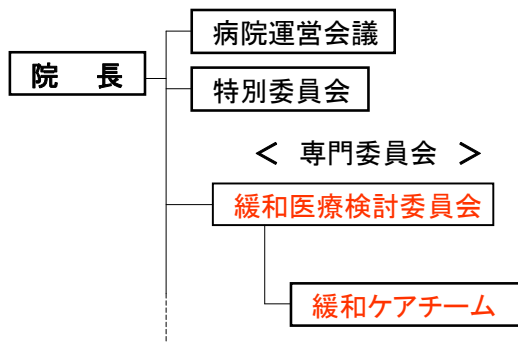 病院運営会議
院　長
特別委員会
＜ 専門委員会 ＞
緩和医療検討委員会
緩和ケアチーム